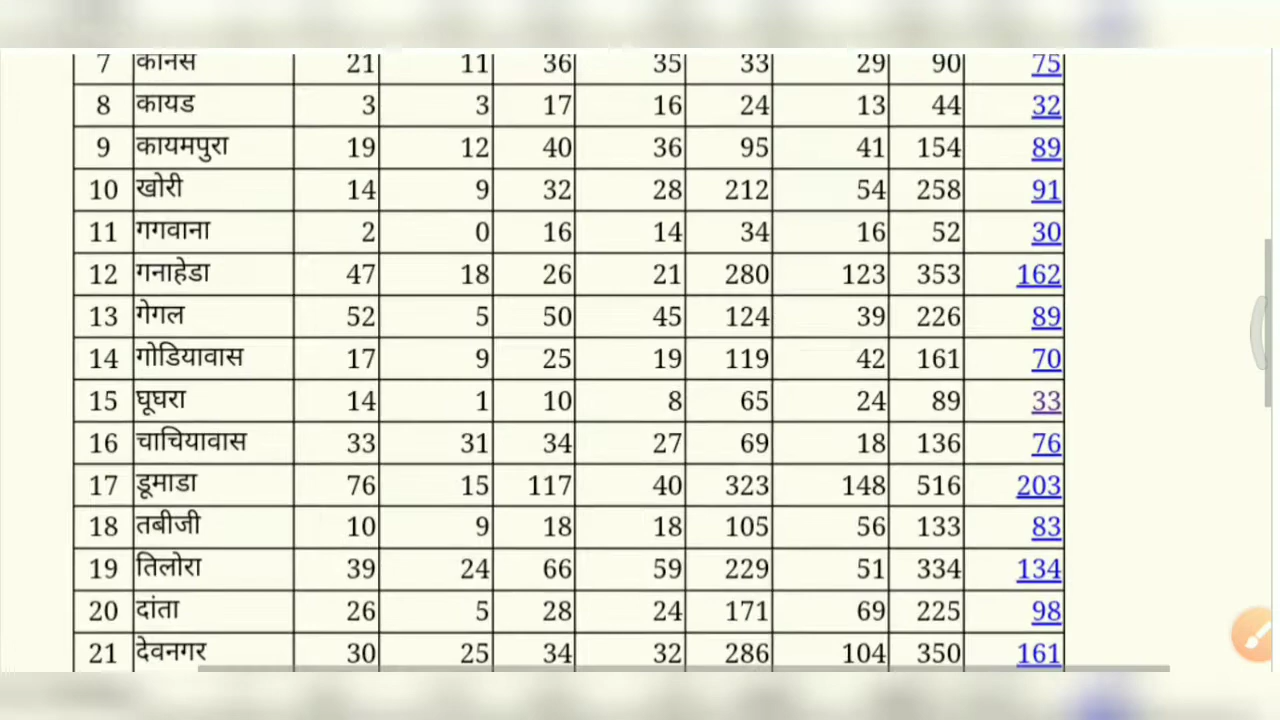 7 कानस 21 11 36 35 33 29 90 75
8 कायड 3 3 17 16 24 13 44 32
9 कायमपुरा 19 12 40 36 95 41 154 89
10 खोरी 14 9 32 28 212 54 258 91
11 गगवाना 2 0 16 14 34 16 52 30
12 गनाहेडा 47 18 26 21 280 123 353 162
13 गेगल 52 5 50 45 124 39 226 89
14 गोडियावास 17 9 25 19 119 42 161 70
15 घूघरा 14 1 10 8 65 24 89 33
16 चाचियावास 33 31 34 27 69 18 136 76
17 डूमाडा 76 15 117 40 323 148 516 203
18 तबीजी 10 9 18 18 105 56 133 83
19 तिलोरा 39 24 66 59 229 51 334 134
20 दांता 26 5 28 24 171 69 225 98
21 देवनगर 30 25 34 32 286 104 350 161